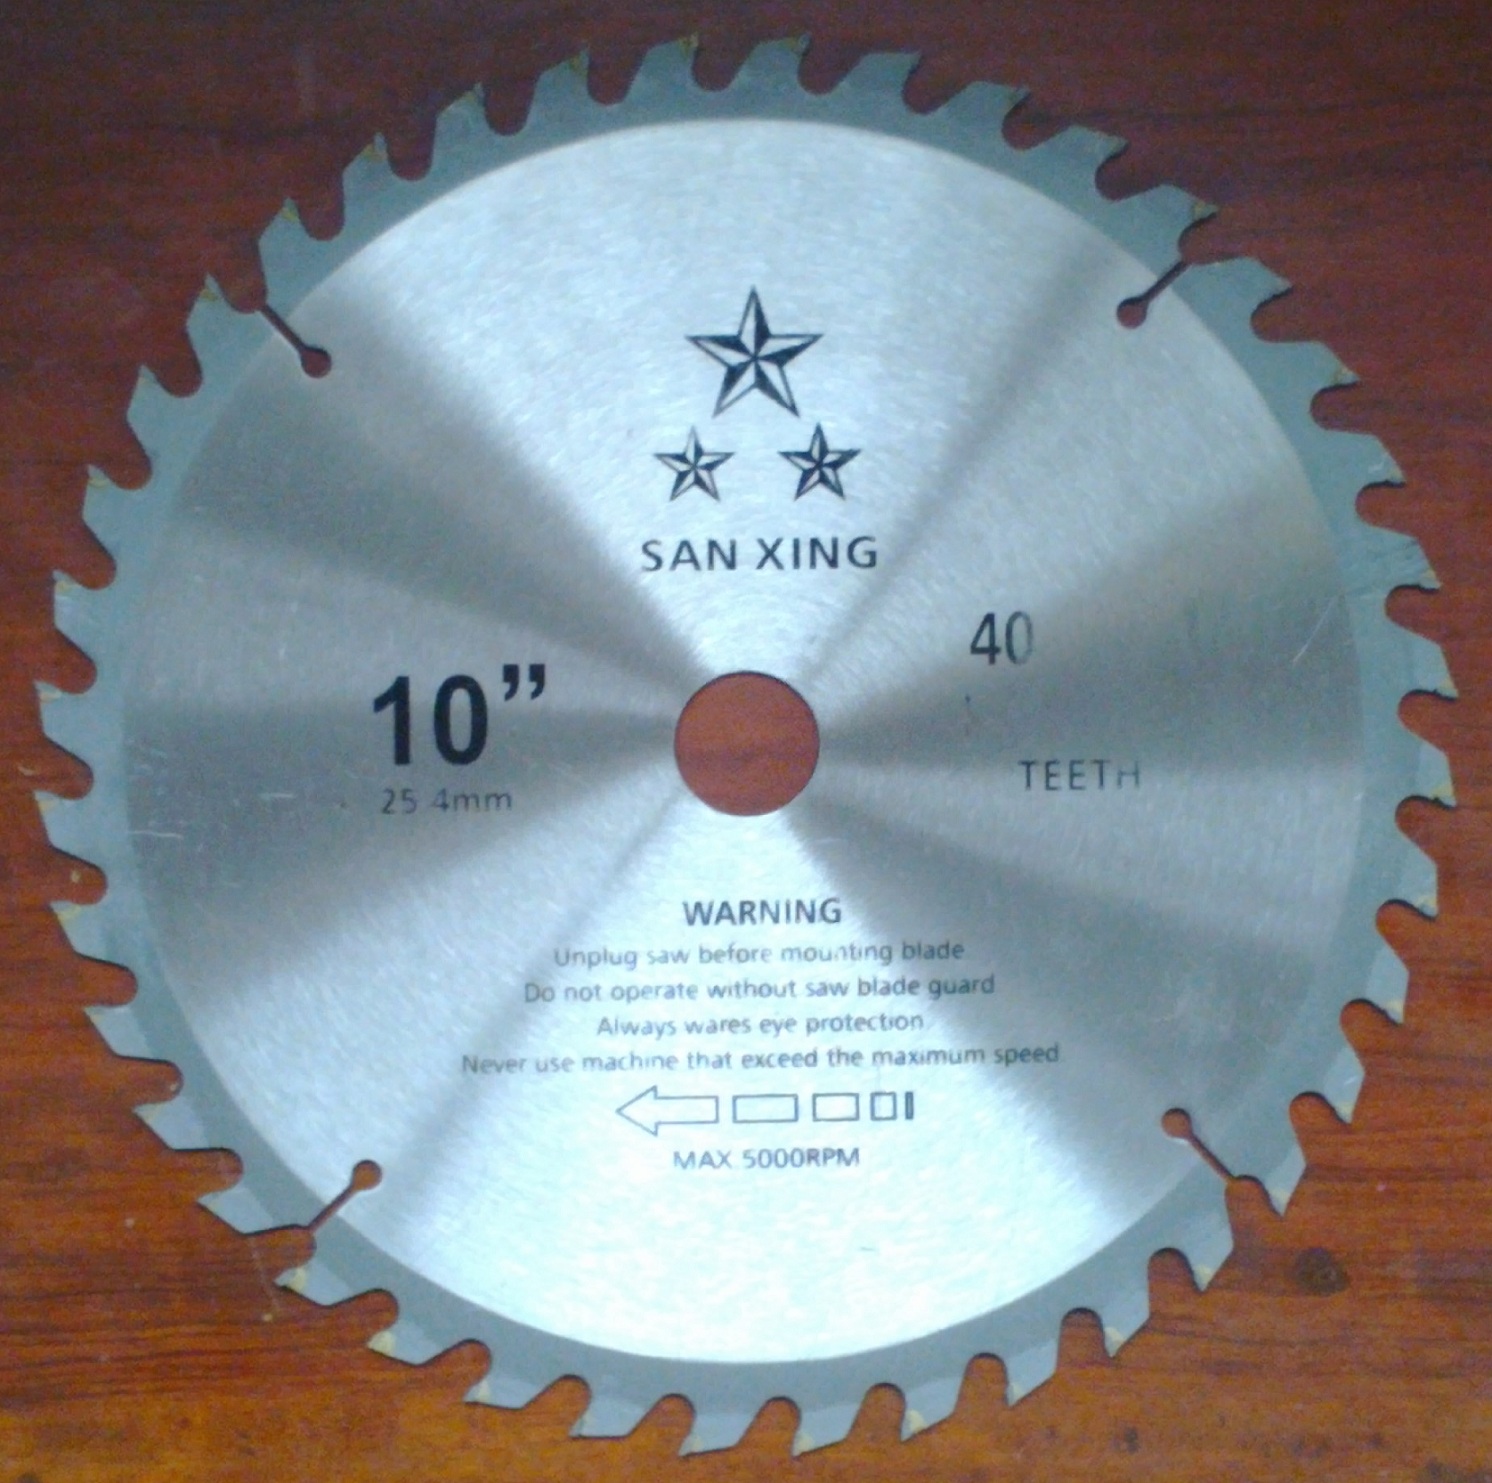 SAN XING
40
TEETH
10”
25.4mm
WARNING
Unplug saw before mounting blade
Do not operate without saw blade guard
Always wares eye protection
Never use machine that exceed the maximum speed
MAX 5000RPM